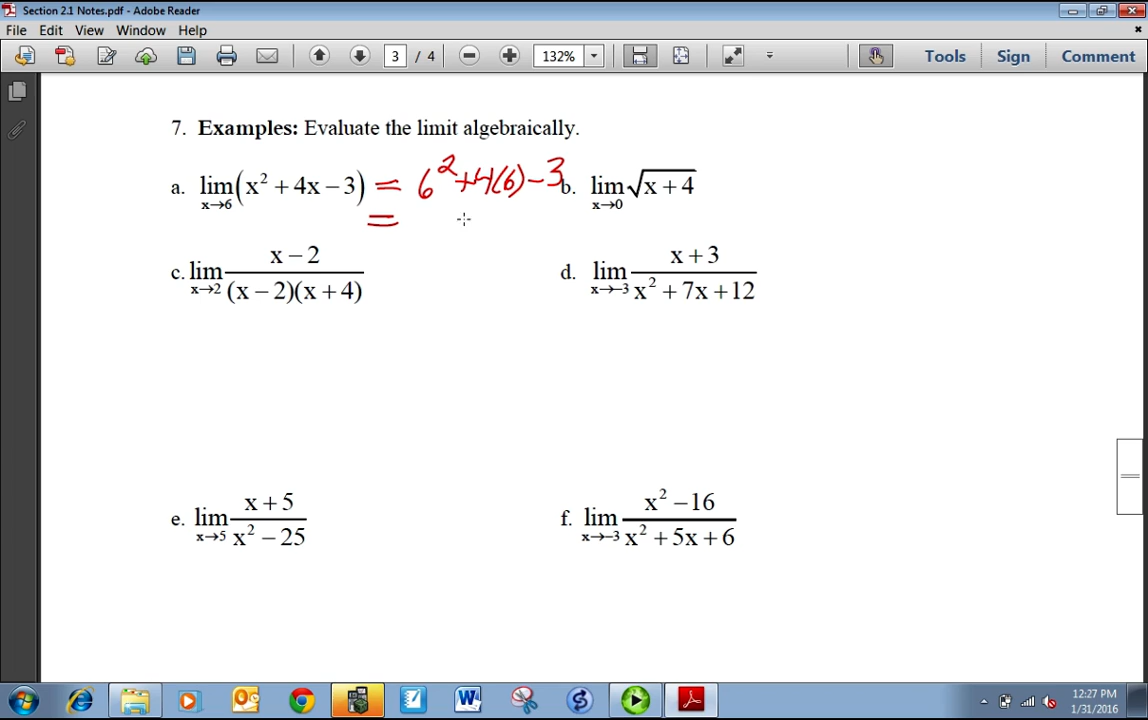 Section 2.1 Notes.pdf - Adobe Reader
File Edit View Window Help
3 / 4 132% Tools Sign Comment
7. Examples: Evaluate the limit algebraically.
a. lim x→6 (x² + 4x − 3) = 6² + 4(6) − 3
=
b. lim x→0 √(x + 4)
c. lim x→2 (x − 2)/((x − 2)(x + 4))
d. lim x→−3 (x + 3)/(x² + 7x + 12)
e. lim x→5 (x + 5)/(x² − 25)
f. lim x→−3 (x² − 16)/(x² + 5x + 6)
12:27 PM
1/31/2016